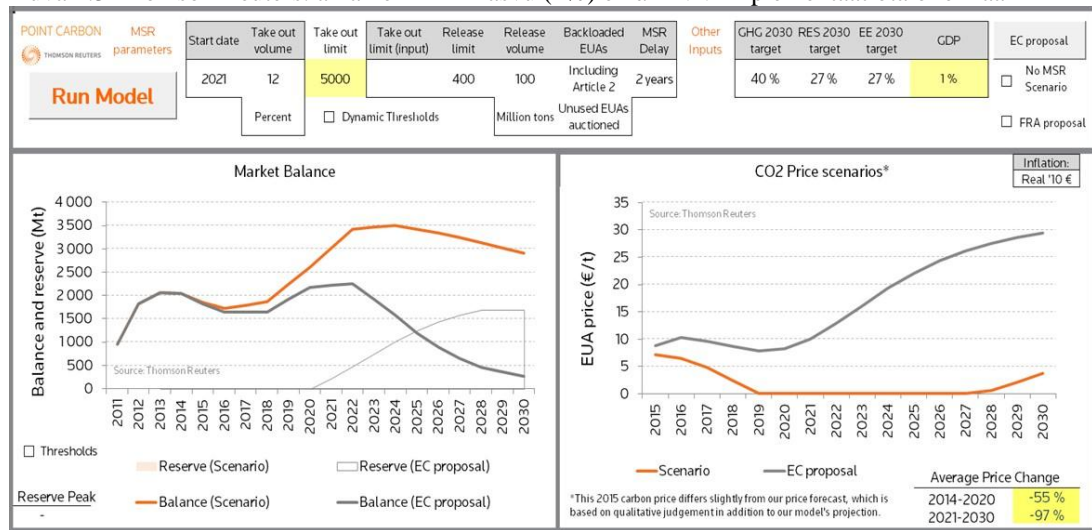 POINT CARBON
THOMSON REUTERS
MSR parameters
Run Model
Start date
Take out volume
Take out limit
Take out limit (input)
Release limit
Release volume
Backloaded EUAs
MSR Delay
2021
12
5000
400
100
Including Article 2
2 years
Percent
Dynamic Thresholds
Million tons
Unused EUAs auctioned
Other Inputs
GHG 2030 target
RES 2030 target
EE 2030 target
GDP
40 %
27 %
27 %
1 %
EC proposal
No MSR Scenario
FRA proposal
Market Balance
Balance and reserve (Mt)
4 000
3 500
3 000
2 500
2 000
1 500
1 000
500
0
Source: Thomson Reuters
2011 2012 2013 2014 2015 2016 2017 2018 2019 2020 2021 2022 2023 2024 2025 2026 2027 2028 2029 2030
Thresholds
Reserve (Scenario)
Reserve (EC proposal)
Balance (Scenario)
Balance (EC proposal)
Reserve Peak
-
CO2 Price scenarios*
Inflation:
Real '10 €
EUA price (€/t)
35
30
25
20
15
10
5
0
Source: Thomson Reuters
2015 2016 2017 2018 2019 2020 2021 2022 2023 2024 2025 2026 2027 2028 2029 2030
Scenario
EC proposal
*This 2015 carbon price differs slightly from our price forecast, which is
based on qualitative judgement in addition to our model's projection.
Average Price Change
2014-2020 -55 %
2021-2030 -97 %